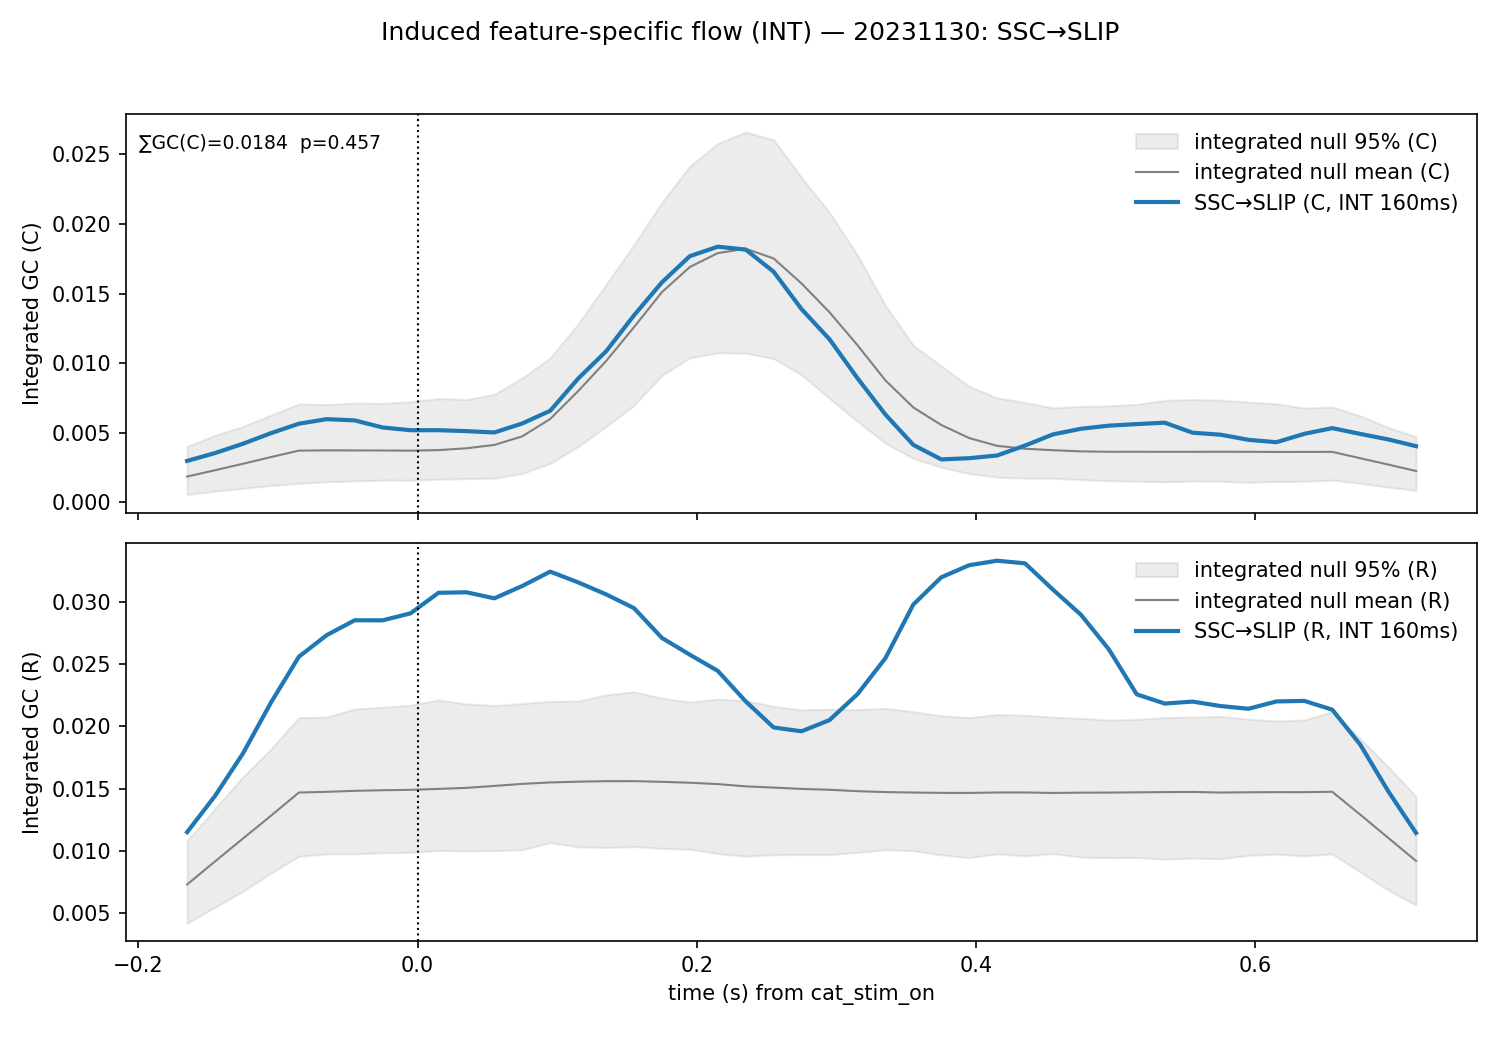 Induced feature-specific flow (INT) — 20231130: SSC→SLIP
∑GC(C)=0.0184 p=0.457
integrated null 95% (C)
integrated null mean (C)
SSC→SLIP (C, INT 160ms)
Integrated GC (C)
0.025
0.020
0.015
0.010
0.005
0.000
integrated null 95% (R)
integrated null mean (R)
SSC→SLIP (R, INT 160ms)
Integrated GC (R)
0.030
0.025
0.020
0.015
0.010
0.005
−0.2 0.0 0.2 0.4 0.6
time (s) from cat_stim_on